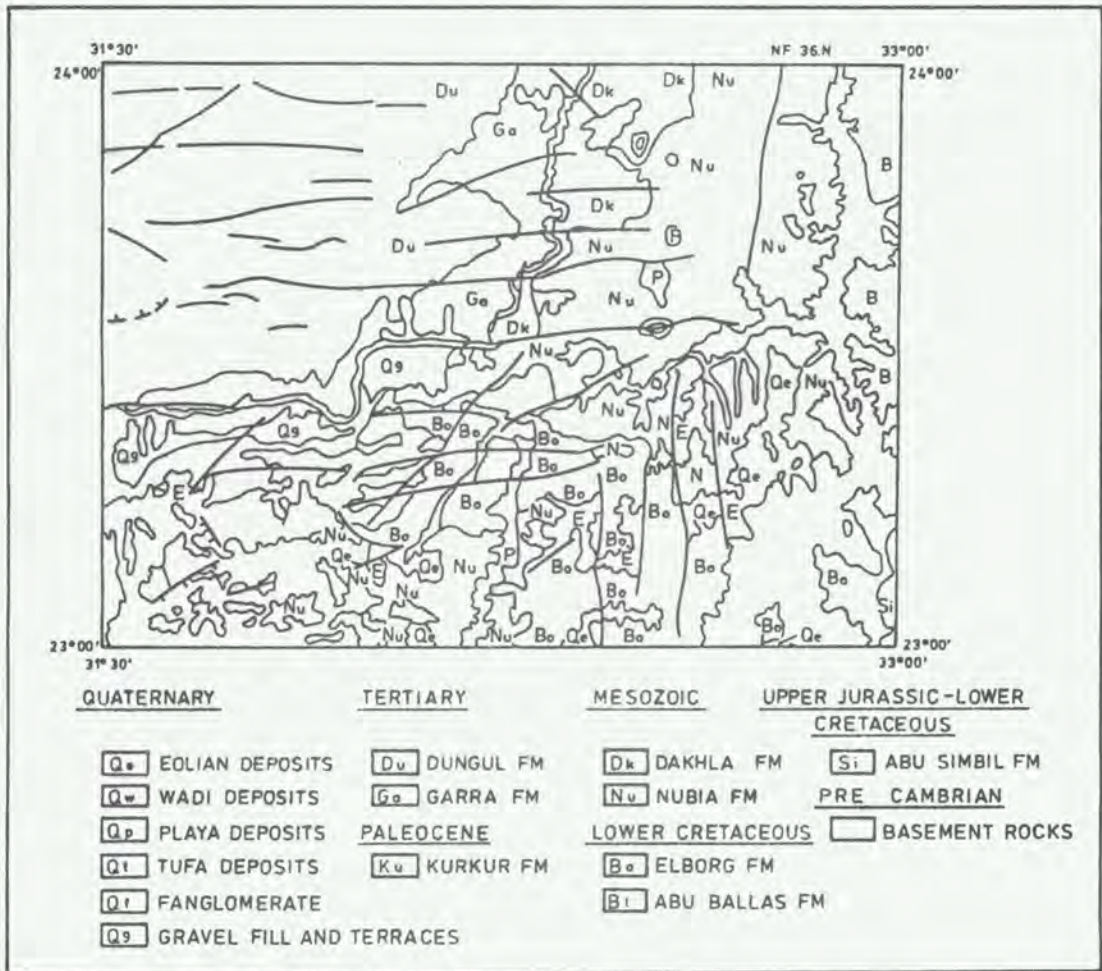 31°30' NF 36.N 33°00'
24°00' 24°00'
Du Dk Dk Nu
Ga
B
Q
Nu
Dk
Du Nu Nu
P
Ga Nu B
Dk
Nu
Qg Qe Nu B
Nu
Bo Bo N E Nu
Qg Bo N
Qg Bo Bo Bo N Qe
E Bo Bo Bo Qe E
Nu Bo Nu E
Qe P Bo Bo
Nu E Qe Nu Bo E Ba
Nu Bo Si
Nu Qe Nu Bo Qe Bo Bo Qe
23°00' 23°00'
31°30' 33°00'
QUATERNARY
Qe EOLIAN DEPOSITS
Qw WADI DEPOSITS
Qp PLAYA DEPOSITS
Qt TUFA DEPOSITS
Qf FANGLOMERATE
Qg GRAVEL FILL AND TERRACES
TERTIARY
Du DUNGUL FM
Ga GARRA FM
PALEOCENE
Ku KURKUR FM
MESOZOIC
Dk DAKHLA FM
Nu NUBIA FM
LOWER CRETACEOUS
Bo ELBORG FM
BI ABU BALLAS FM
UPPER JURASSIC-LOWER
CRETACEOUS
Si ABU SIMBIL FM
PRE CAMBRIAN
BASEMENT ROCKS